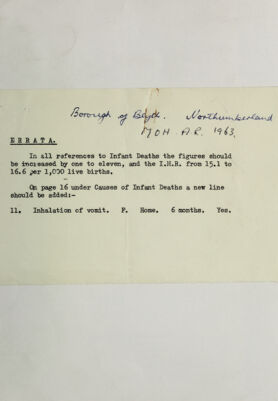 Borough of Blyth. Northumberland
MOH A.R. 1963.
ERRATA.
In all references to Infant Deaths the figures should
be increased by one to eleven, and the I.M.R. from 15.1 to
16.6 per 1,000 live births.
On page 16 under Causes of Infant Deaths a new line
should be added:-
11. Inhalation of vomit. F. Home. 6 months. Yes.